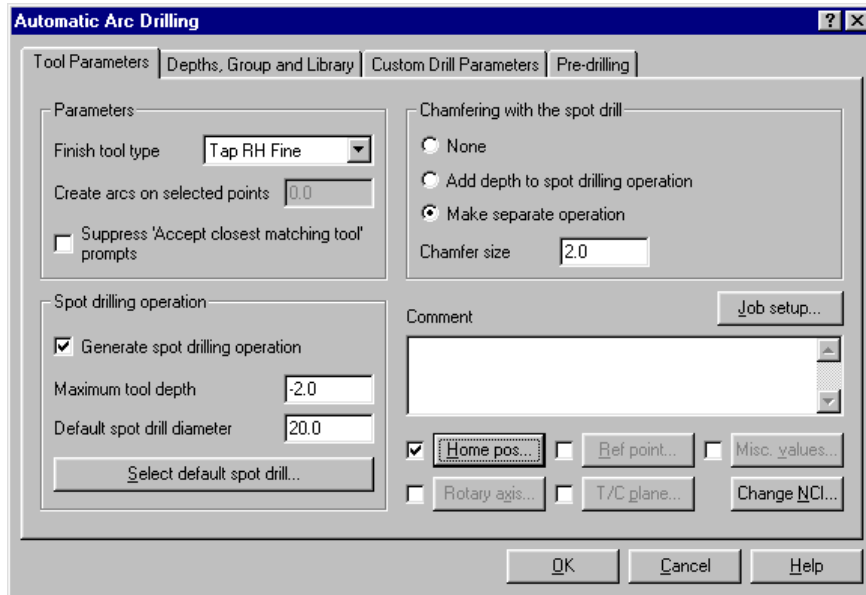 Automatic Arc Drilling
Tool Parameters
Depths, Group and Library
Custom Drill Parameters
Pre-drilling
Parameters
Finish tool type
Tap RH Fine
Create arcs on selected points
0.0
Suppress 'Accept closest matching tool'
prompts
Chamfering with the spot drill
None
Add depth to spot drilling operation
Make separate operation
Chamfer size
2.0
Spot drilling operation
Generate spot drilling operation
Maximum tool depth
-2.0
Default spot drill diameter
20.0
Select default spot drill...
Job setup...
Comment
Home pos...
Ref point...
Misc. values...
Rotary axis...
T/C plane...
Change NCI...
OK
Cancel
Help